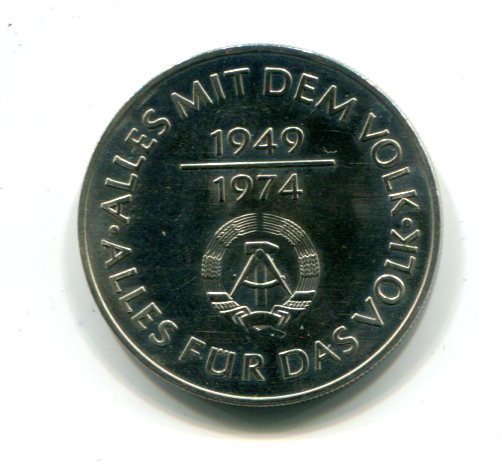 ·ALLES MIT DEM VOLK·
1949
1974
ALLES FÜR DAS VOLK